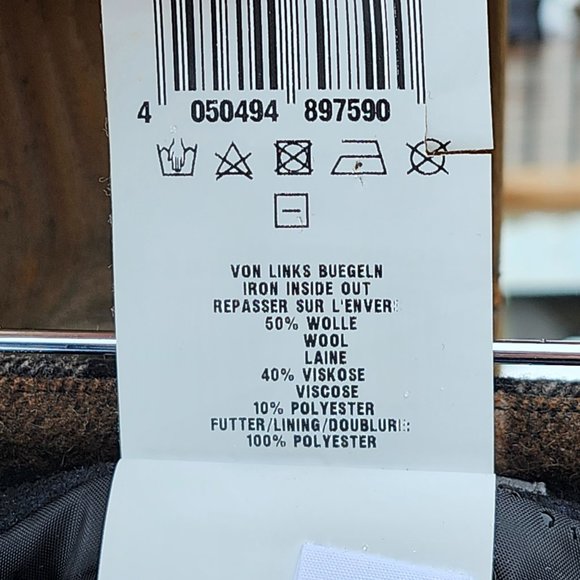 4 050494 897590
VON LINKS BUEGELN
IRON INSIDE OUT
REPASSER SUR L'ENVER
50% WOLLE
WOOL
LAINE
40% VISKOSE
VISCOSE
10% POLYESTER
FUTTER/LINING/DOUBLURE:
100% POLYESTER